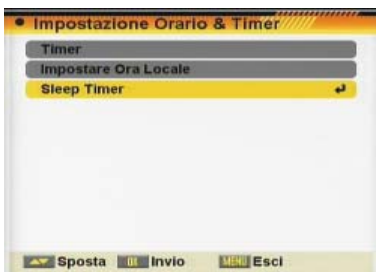 Impostazione Orario & Timer
Timer
Impostare Ora Locale
Sleep Timer
Sposta OK Invio MENU Esci